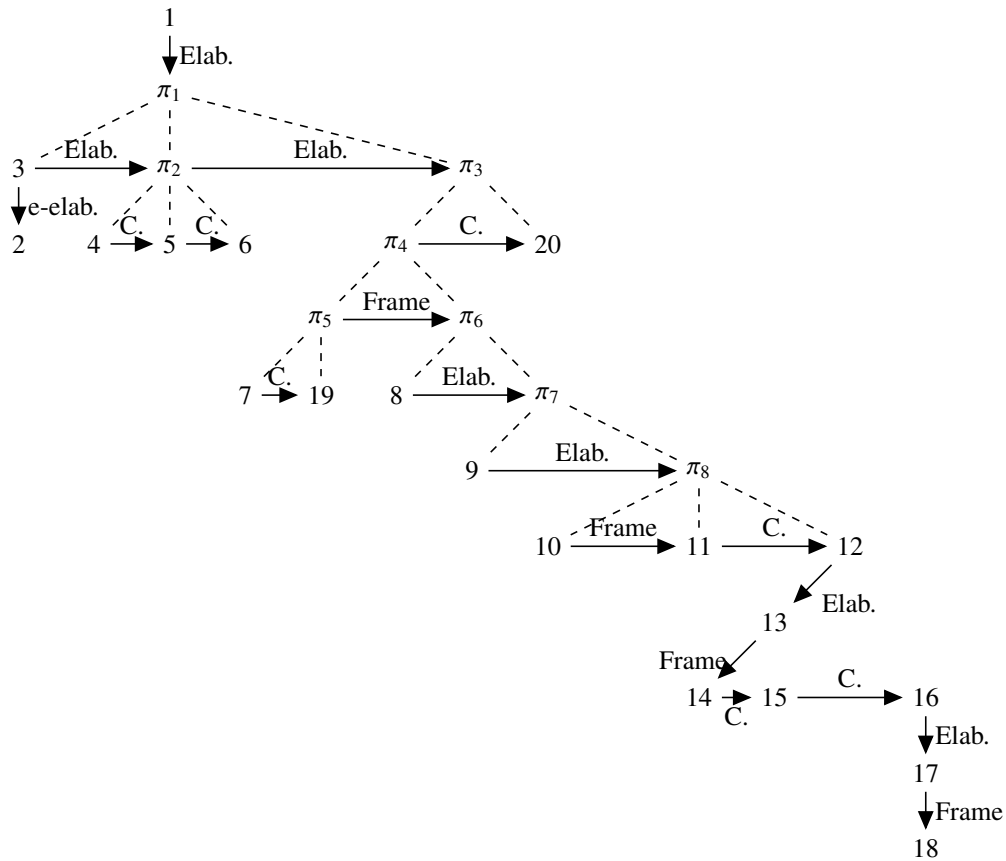 1
Elab.
π1
Elab. Elab.
3 π2 π3
e-elab. C. C. C.
2 4 5 6 π4 20
Frame
π5 π6
C. Elab.
7 19 8 π7
Elab.
9 π8
Frame C.
10 11 12
Elab.
13
Frame C.
14 15 16
C. Elab.
17
Frame
18